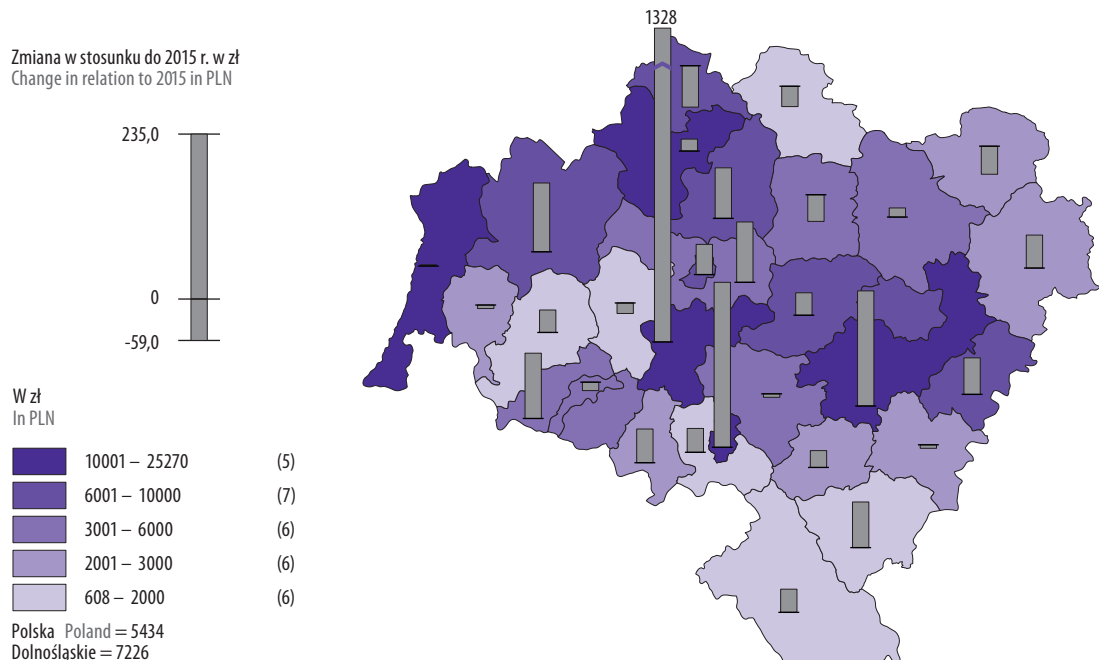 1328
Zmiana w stosunku do 2015 r. w zł
Change in relation to 2015 in PLN
235,0
0
-59,0
W zł
In PLN
10001 – 25270 (5)
6001 – 10000 (7)
3001 – 6000 (6)
2001 – 3000 (6)
608 – 2000 (6)
Polska Poland = 5434
Dolnośląskie = 7226